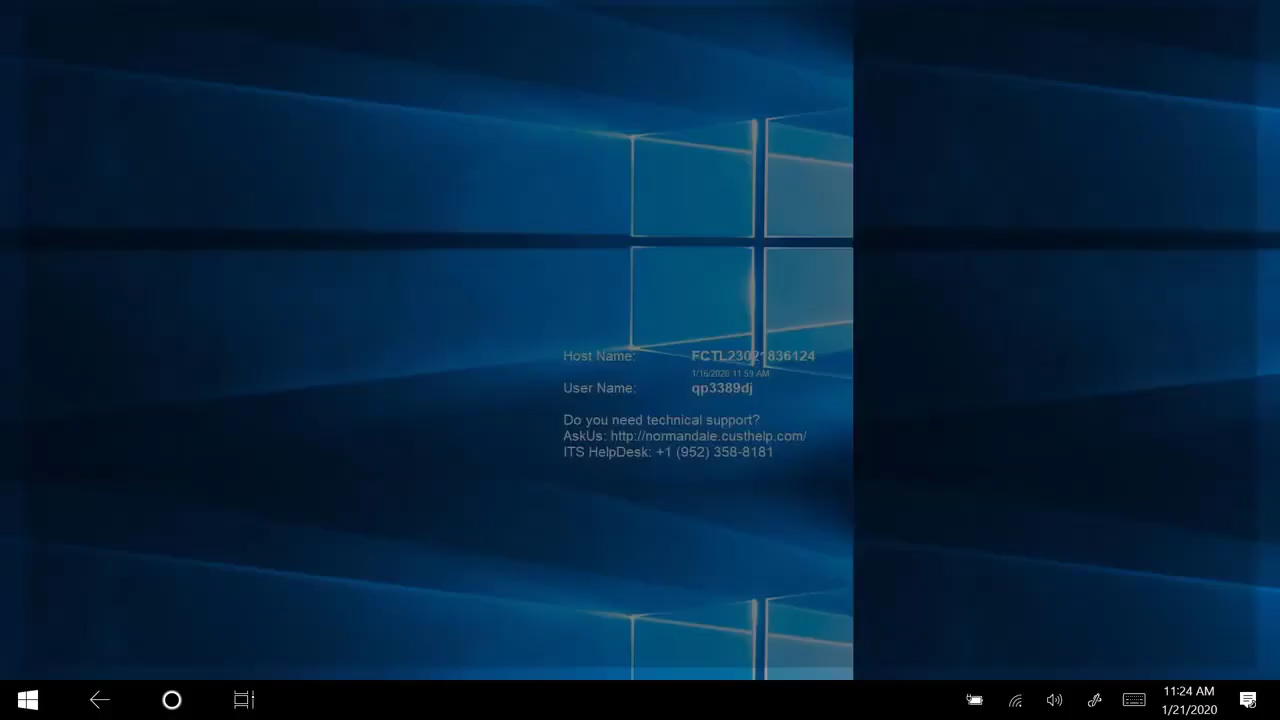 Host Name: FCTL23021836124
1/16/2020 11:59 AM
User Name: qp3389dj
Do you need technical support?
AskUs: http://normandale.custhelp.com/
ITS HelpDesk: +1 (952) 358-8181
11:24 AM
1/21/2020